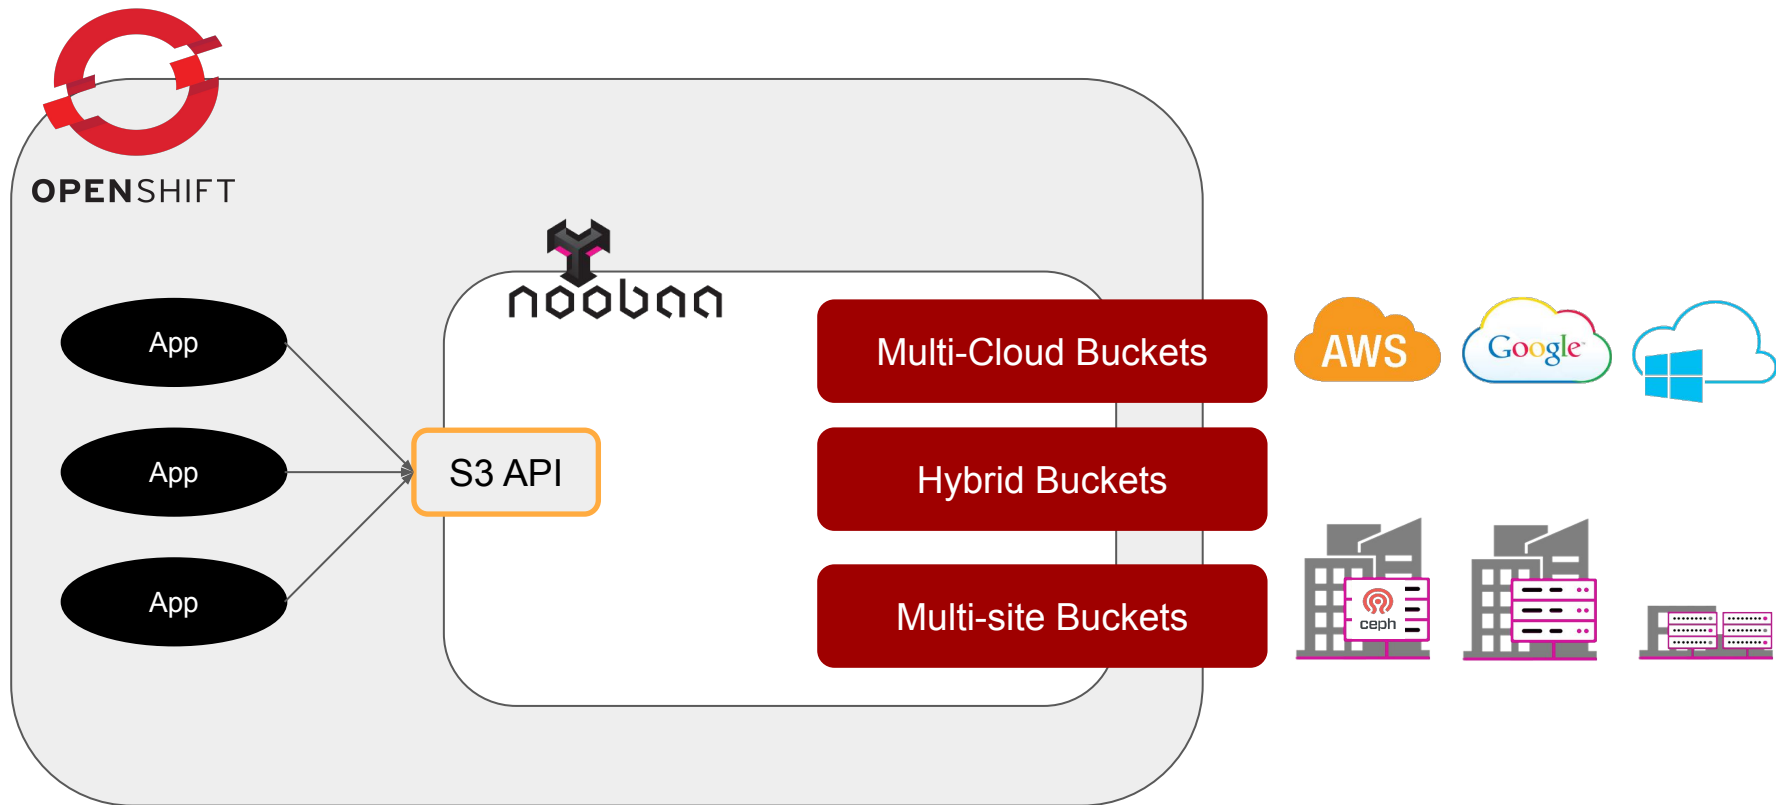 OPENSHIFT
noobaa
App
App
App
S3 API
Multi-Cloud Buckets
Hybrid Buckets
Multi-site Buckets
AWS
Google
ceph